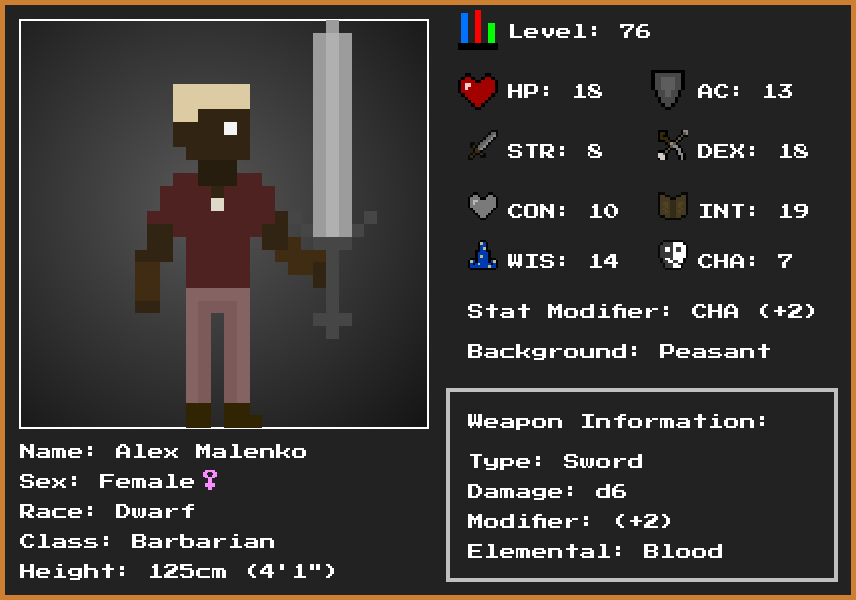 Level: 76
HP: 18
AC: 13
STR: 8
DEX: 18
CON: 10
INT: 19
WIS: 14
CHA: 7
Stat Modifier: CHA (+2)
Background: Peasant
Weapon Information:
Type: Sword
Damage: d6
Modifier: (+2)
Elemental: Blood
Name: Alex Malenko
Sex: Female♀
Race: Dwarf
Class: Barbarian
Height: 125cm (4'1")